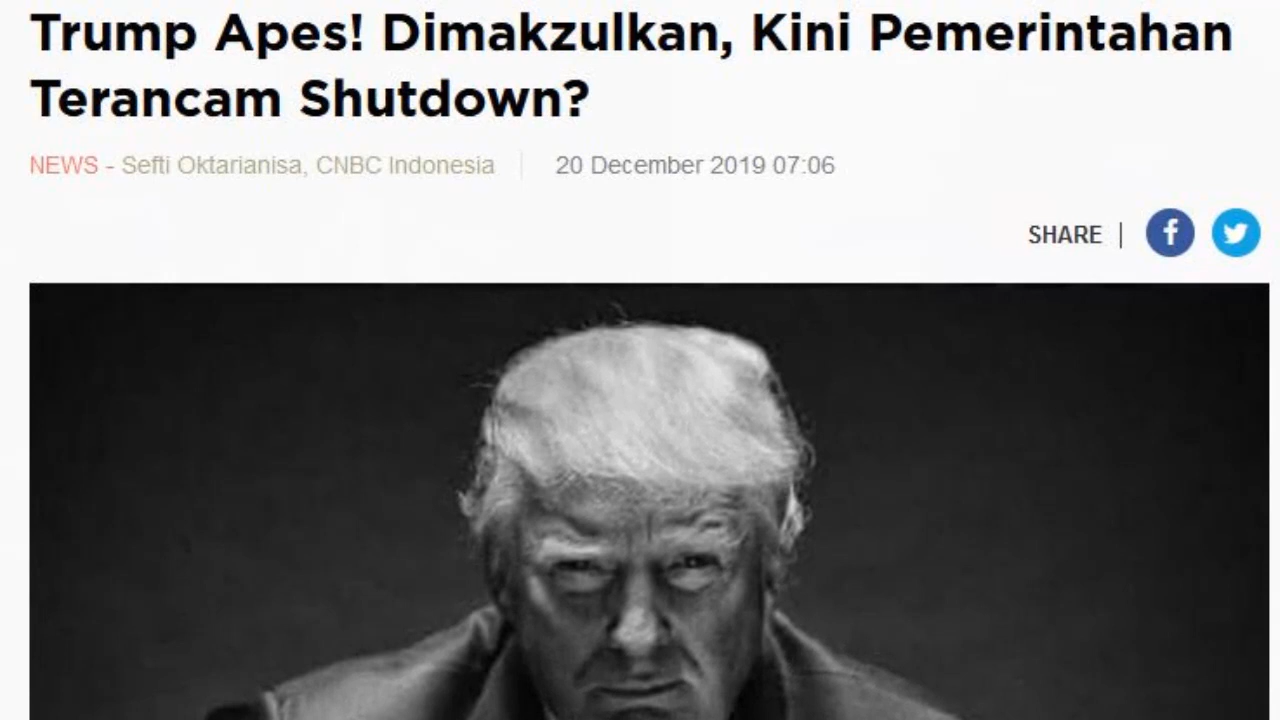 Trump Apes! Dimakzulkan, Kini Pemerintahan
Terancam Shutdown?
NEWS - Sefti Oktarianisa, CNBC Indonesia 20 December 2019 07:06
SHARE |